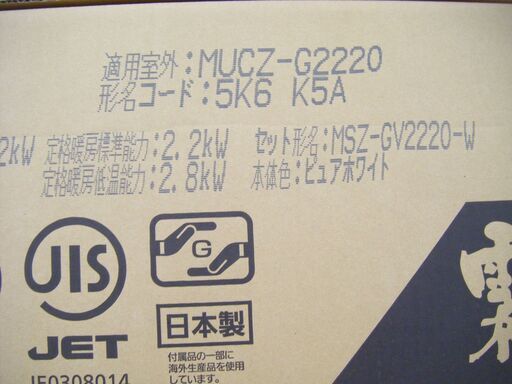 適用室外:MUCZ-G2220
形名コード:5K6 K5A
2kW 定格暖房標準能力:2.2kW セット形名:MSZ-GV2220-W
定格暖房低温能力:2.8kW 本体色:ピュアホワイト
JIS
G
JET
日本製
JE0308014
付属品の一部に
海外生産品を使用
しています。